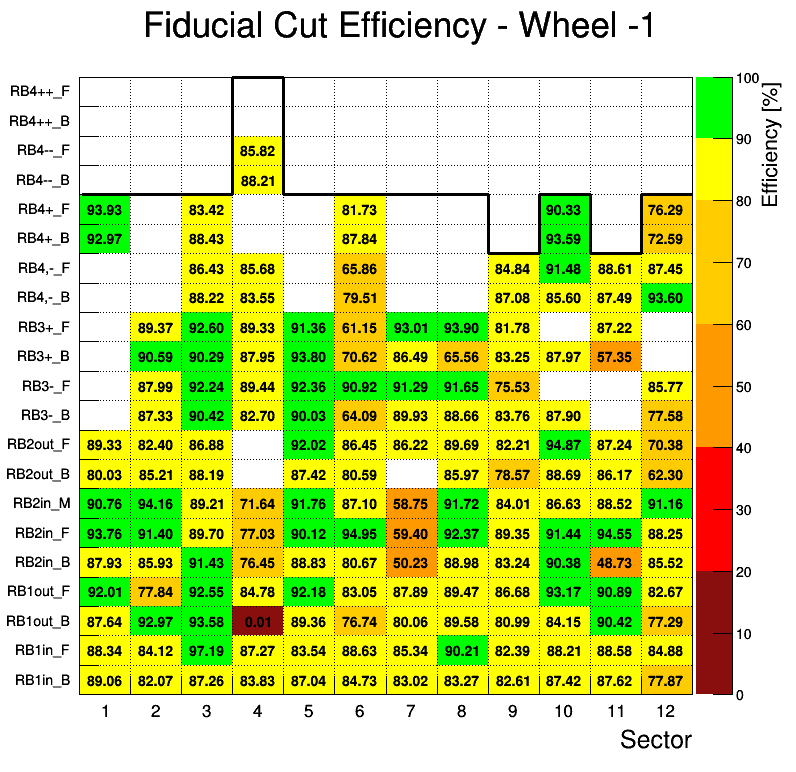 Fiducial Cut Efficiency - Wheel -1
RB4++_F 100
Efficiency [%]
RB4++_B
RB4--_F 85.82 90
RB4--_B 88.21
RB4+_F 93.93 83.42 81.73 90.33 76.29 80
RB4+_B 92.97 88.43 87.84 93.59 72.59
RB4,-_F 86.43 85.68 65.86 84.84 91.48 88.61 87.45 70
RB4,-_B 88.22 83.55 79.51 87.08 85.60 87.49 93.60
RB3+_F 89.37 92.60 89.33 91.36 61.15 93.01 93.90 81.78 87.22 60
RB3+_B 90.59 90.29 87.95 93.80 70.62 86.49 65.56 83.25 87.97 57.35
RB3-_F 87.99 92.24 89.44 92.36 90.92 91.29 91.65 75.53 85.77 50
RB3-_B 87.33 90.42 82.70 90.03 64.09 89.93 88.66 83.76 87.90 77.58
RB2out_F 89.33 82.40 86.88 92.02 86.45 86.22 89.69 82.21 94.87 87.24 70.38 40
RB2out_B 80.03 85.21 88.19 87.42 80.59 85.97 78.57 88.69 86.17 62.30
RB2in_M 90.76 94.16 89.21 71.64 91.76 87.10 58.75 91.72 84.01 86.63 88.52 91.16 30
RB2in_F 93.76 91.40 89.70 77.03 90.12 94.95 59.40 92.37 89.35 91.44 94.55 88.25
RB2in_B 87.93 85.93 91.43 76.45 88.83 80.67 50.23 88.98 83.24 90.38 48.73 85.52
RB1out_F 92.01 77.84 92.55 84.78 92.18 83.05 87.89 89.47 86.68 93.17 90.89 82.67 20
RB1out_B 87.64 92.97 93.58 0.01 89.36 76.74 80.06 89.58 80.99 84.15 90.42 77.29
RB1in_F 88.34 84.12 97.19 87.27 83.54 88.63 85.34 90.21 82.39 88.21 88.58 84.88 10
RB1in_B 89.06 82.07 87.26 83.83 87.04 84.73 83.02 83.27 82.61 87.42 87.62 77.87
0
1 2 3 4 5 6 7 8 9 10 11 12
Sector